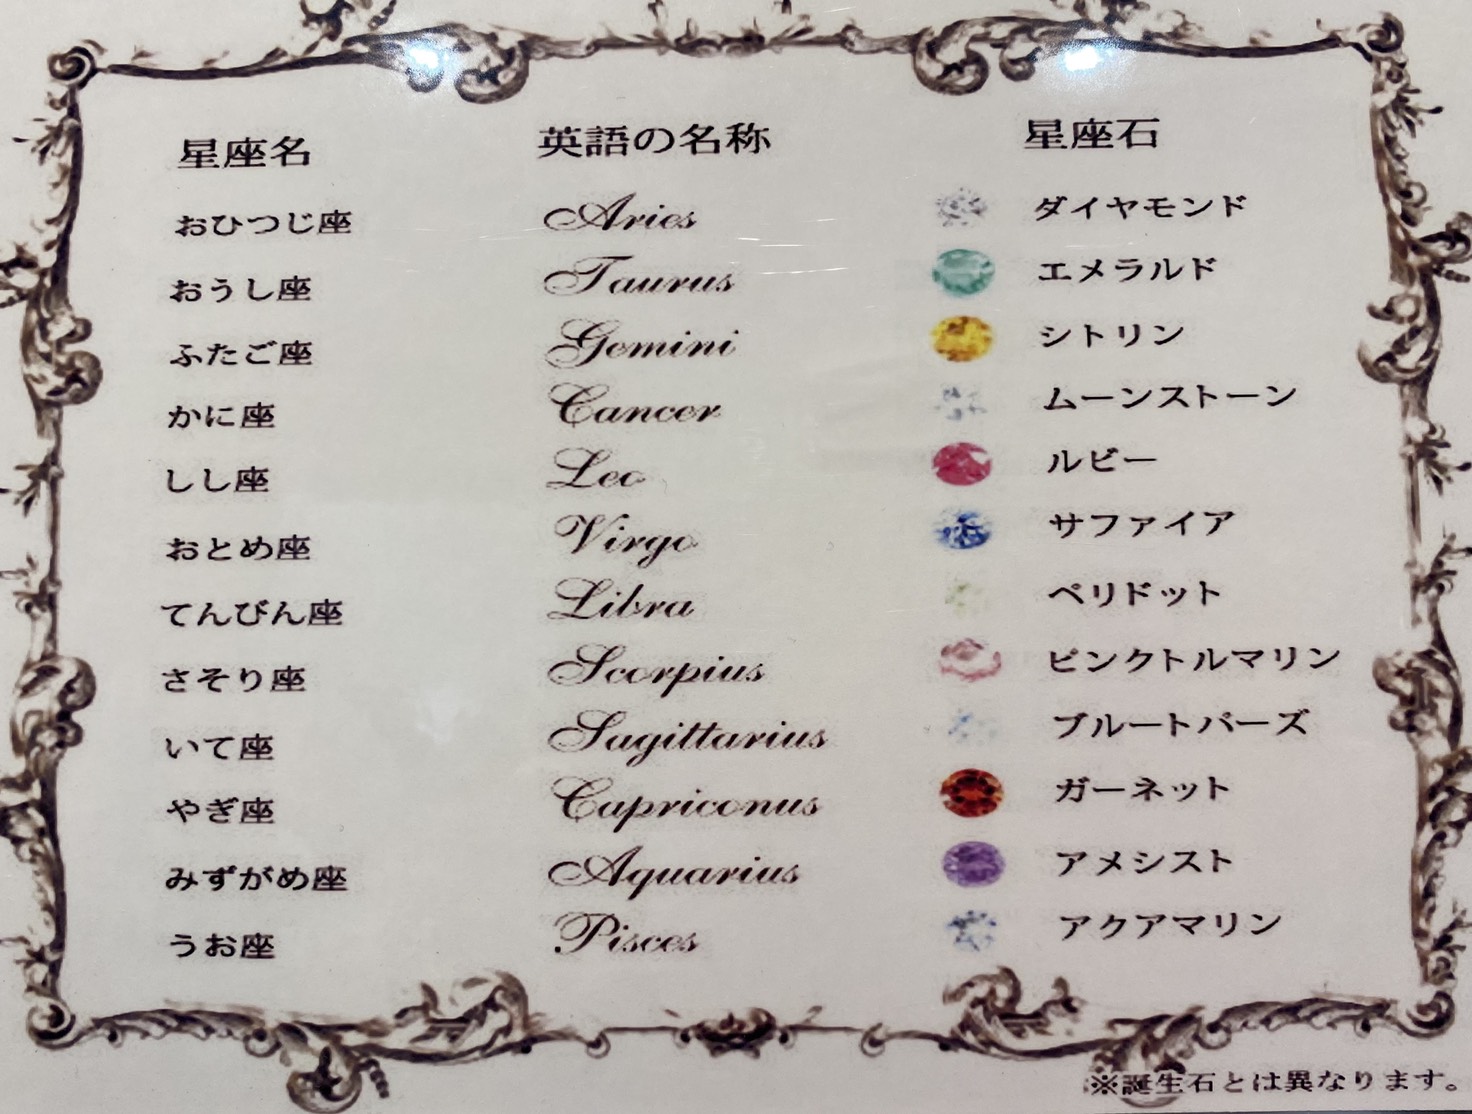 星座名 英語の名称 星座石
おひつじ座 Aries ダイヤモンド
おうし座 Taurus エメラルド
ふたご座 Gemini シトリン
かに座 Cancer ムーンストーン
しし座 Leo ルビー
おとめ座 Virgo サファイア
てんびん座 Libra ペリドット
さそり座 Scorpius ピンクトルマリン
いて座 Sagittarius ブルートパーズ
やぎ座 Capriconus ガーネット
みずがめ座 Aquarius アメシスト
うお座 Pisces アクアマリン
※誕生石とは異なります。